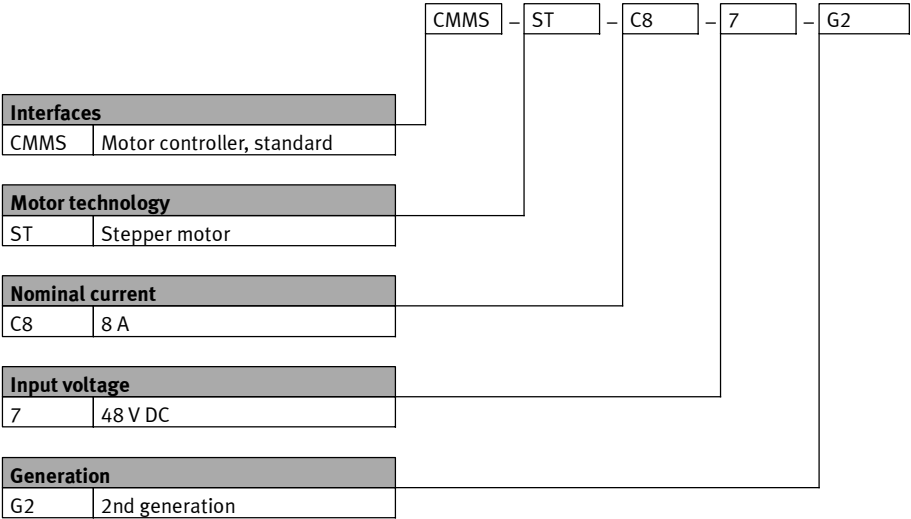 CMMS – ST – C8 – 7 – G2
Interfaces
CMMS Motor controller, standard
Motor technology
ST Stepper motor
Nominal current
C8 8 A
Input voltage
7 48 V DC
Generation
G2 2nd generation